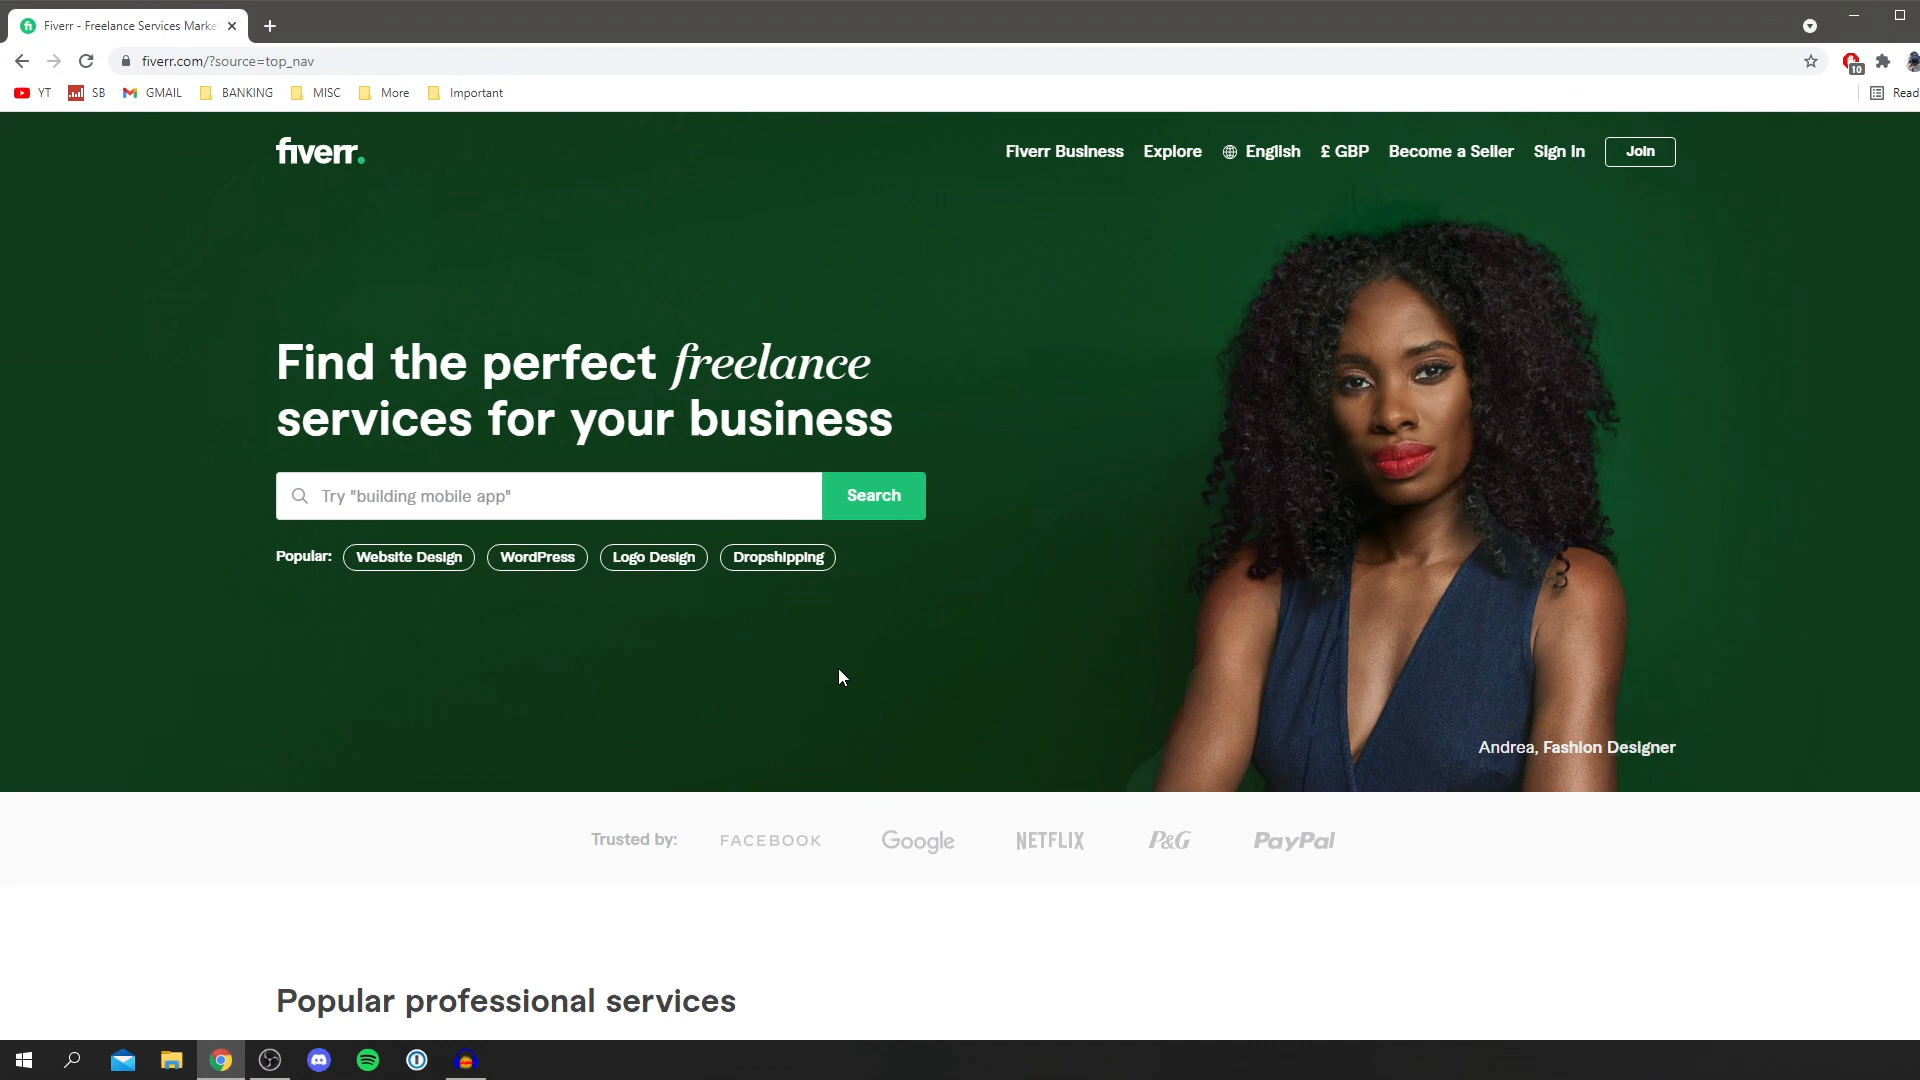 Fiverr - Freelance Services Marke
fiverr.com/?source=top_nav
10
YT SB GMAIL BANKING MISC More Important Read
fiverr.
Fiverr Business Explore English £ GBP Become a Seller Sign In Join
Find the perfect freelance
services for your business
Try "building mobile app" Search
Popular: Website Design WordPress Logo Design Dropshipping
Andrea, Fashion Designer
Trusted by: FACEBOOK Google NETFLIX P&G PayPal
Popular professional services